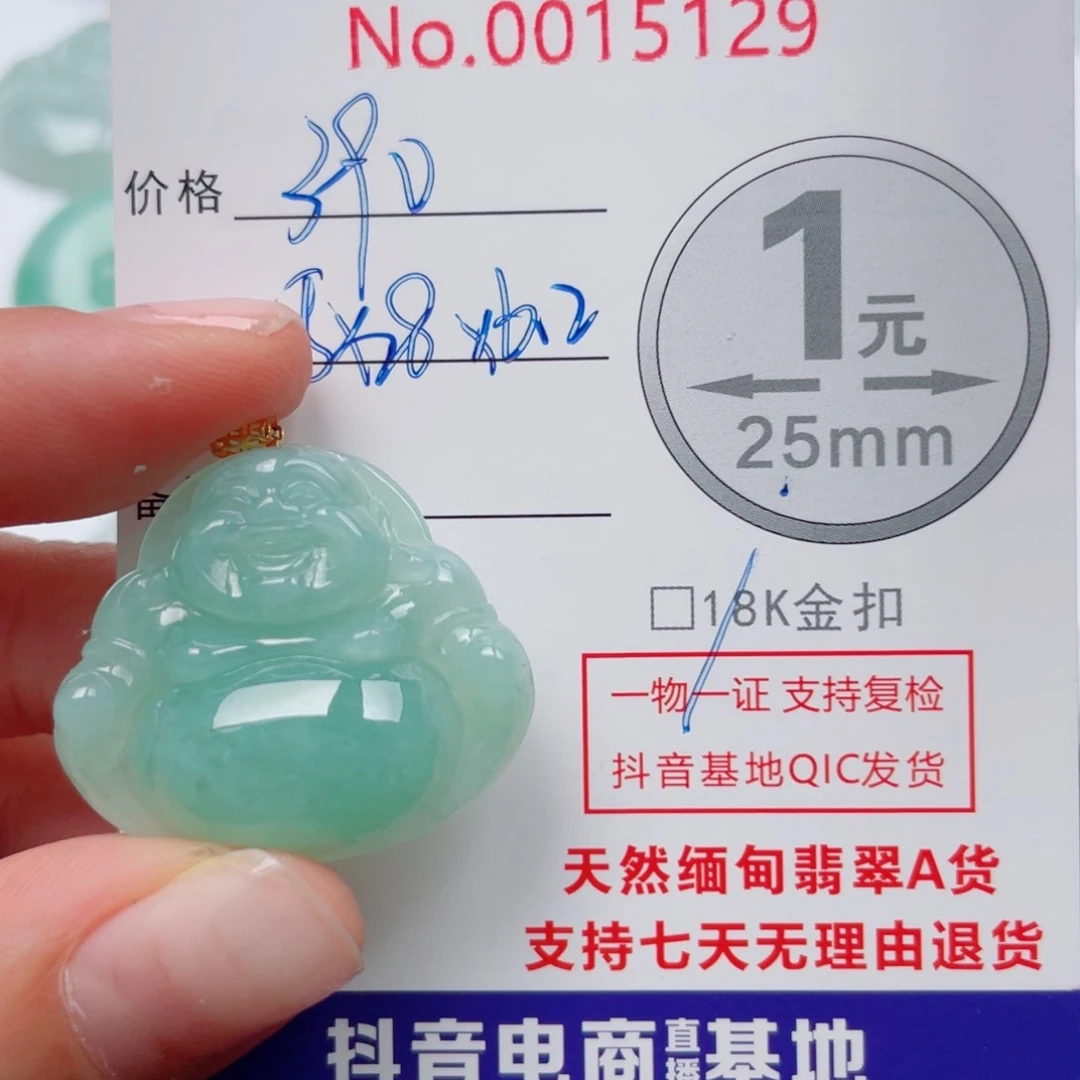 No.0015129
价格
1元
25mm
□18K金扣
一物一证 支持复检
抖音基地QIC发货
天然缅甸翡翠A货
支持七天无理由退货
抖音电商直播基地